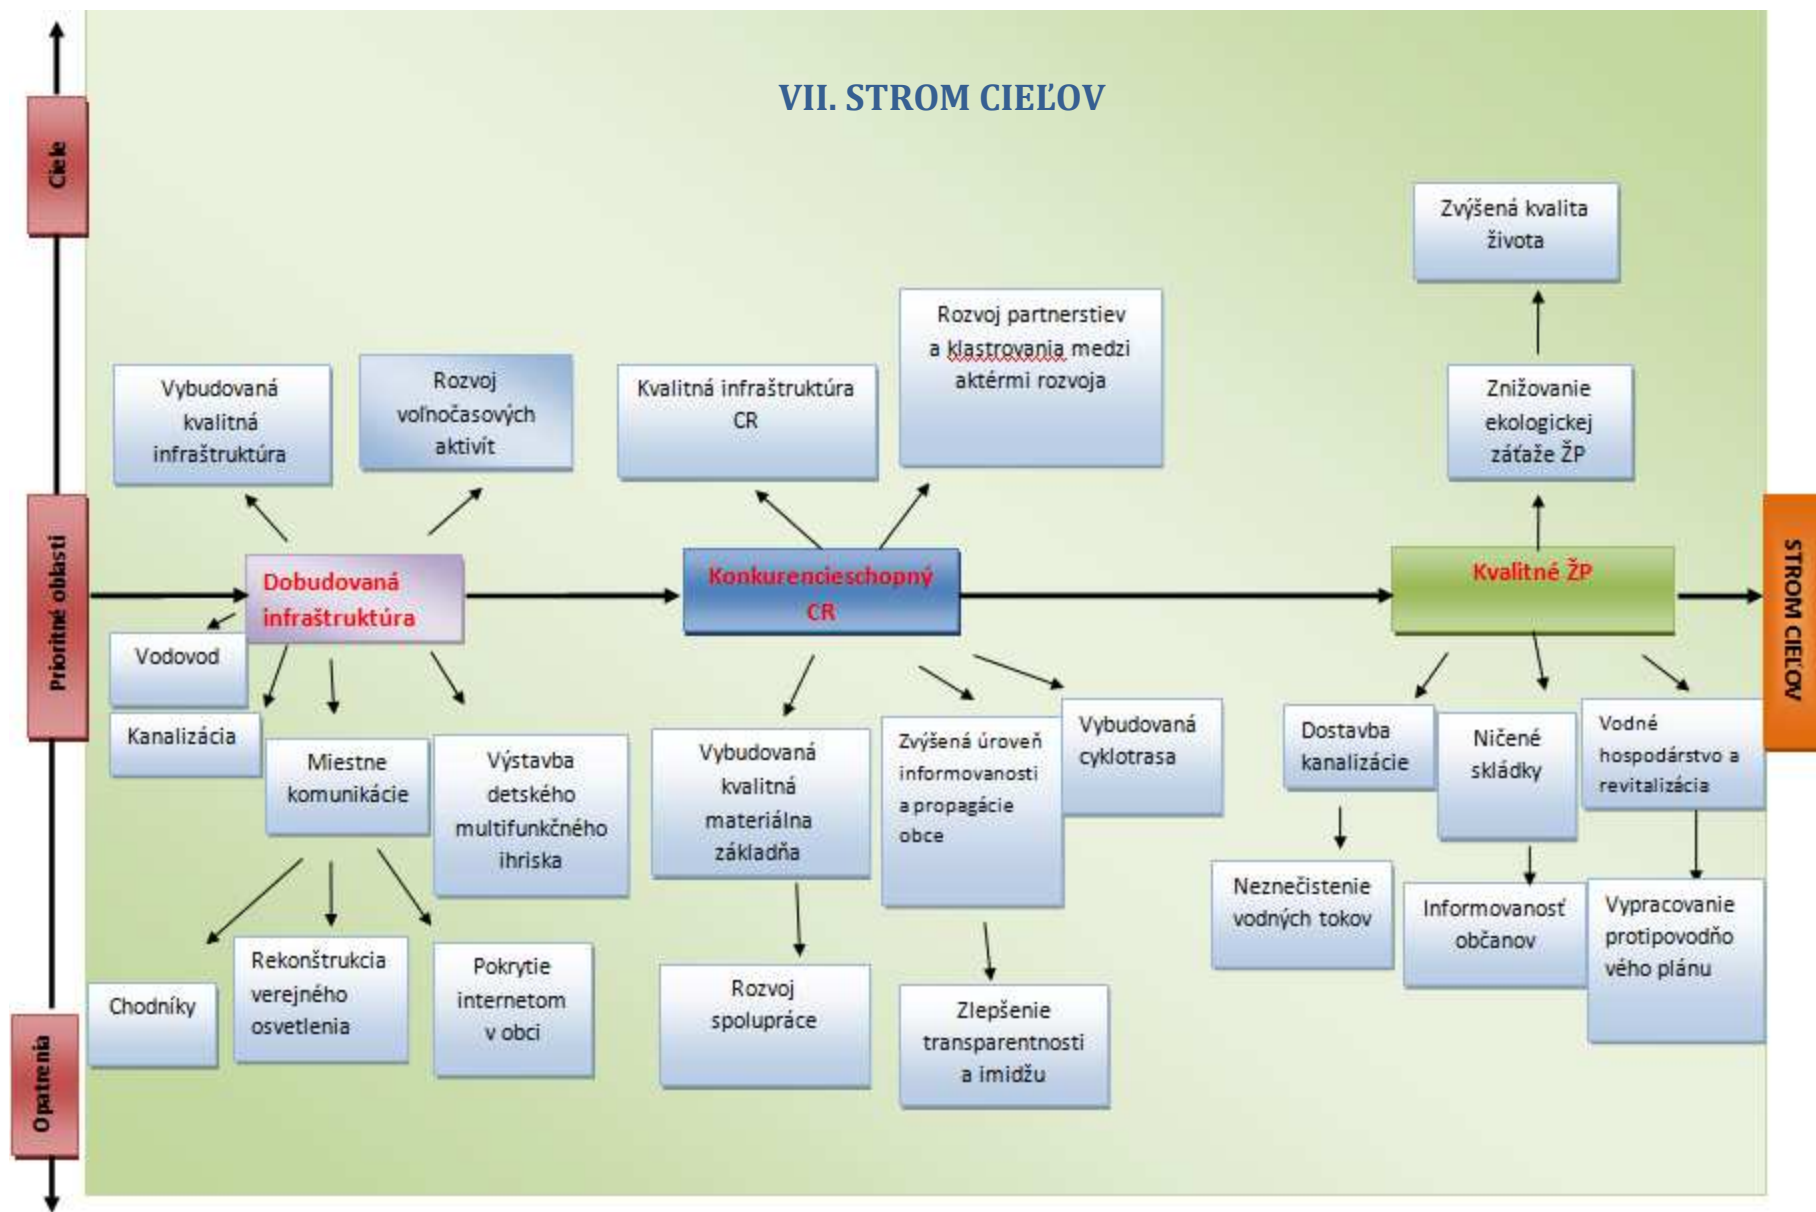 VII. STROM CIEĽOV
Ciele
Zvýšená kvalita
života
Rozvoj partnerstiev
a klastrovania medzi
aktérmi rozvoja
Vybudovaná
kvalitná
infraštruktúra
Rozvoj
voľnočasových
aktivít
Kvalitná infraštruktúra
CR
Znižovanie
ekologickej
záťaže ŽP
Prioritné oblasti
Dobudovaná
infraštruktúra
Konkurencieschopný
CR
Kvalitné ŽP
STROM CIEĽOV
Vodovod
Kanalizácia
Miestne
komunikácie
Výstavba
detského
multifunkčného
ihriska
Vybudovaná
kvalitná
materiálna
základňa
Zvýšená úroveň
informovanosti
a propagácie
obce
Vybudovaná
cyklotrasa
Dostavba
kanalizácie
Ničené
skládky
Vodné
hospodárstvo a
revitalizácia
Neznečistenie
vodných tokov
Informovanosť
občanov
Vypracovanie
protipovodňo
vého plánu
Opatrenia
Chodníky
Rekonštrukcia
verejného
osvetlenia
Pokrytie
internetom
v obci
Rozvoj
spolupráce
Zlepšenie
transparentnosti
a imidžu